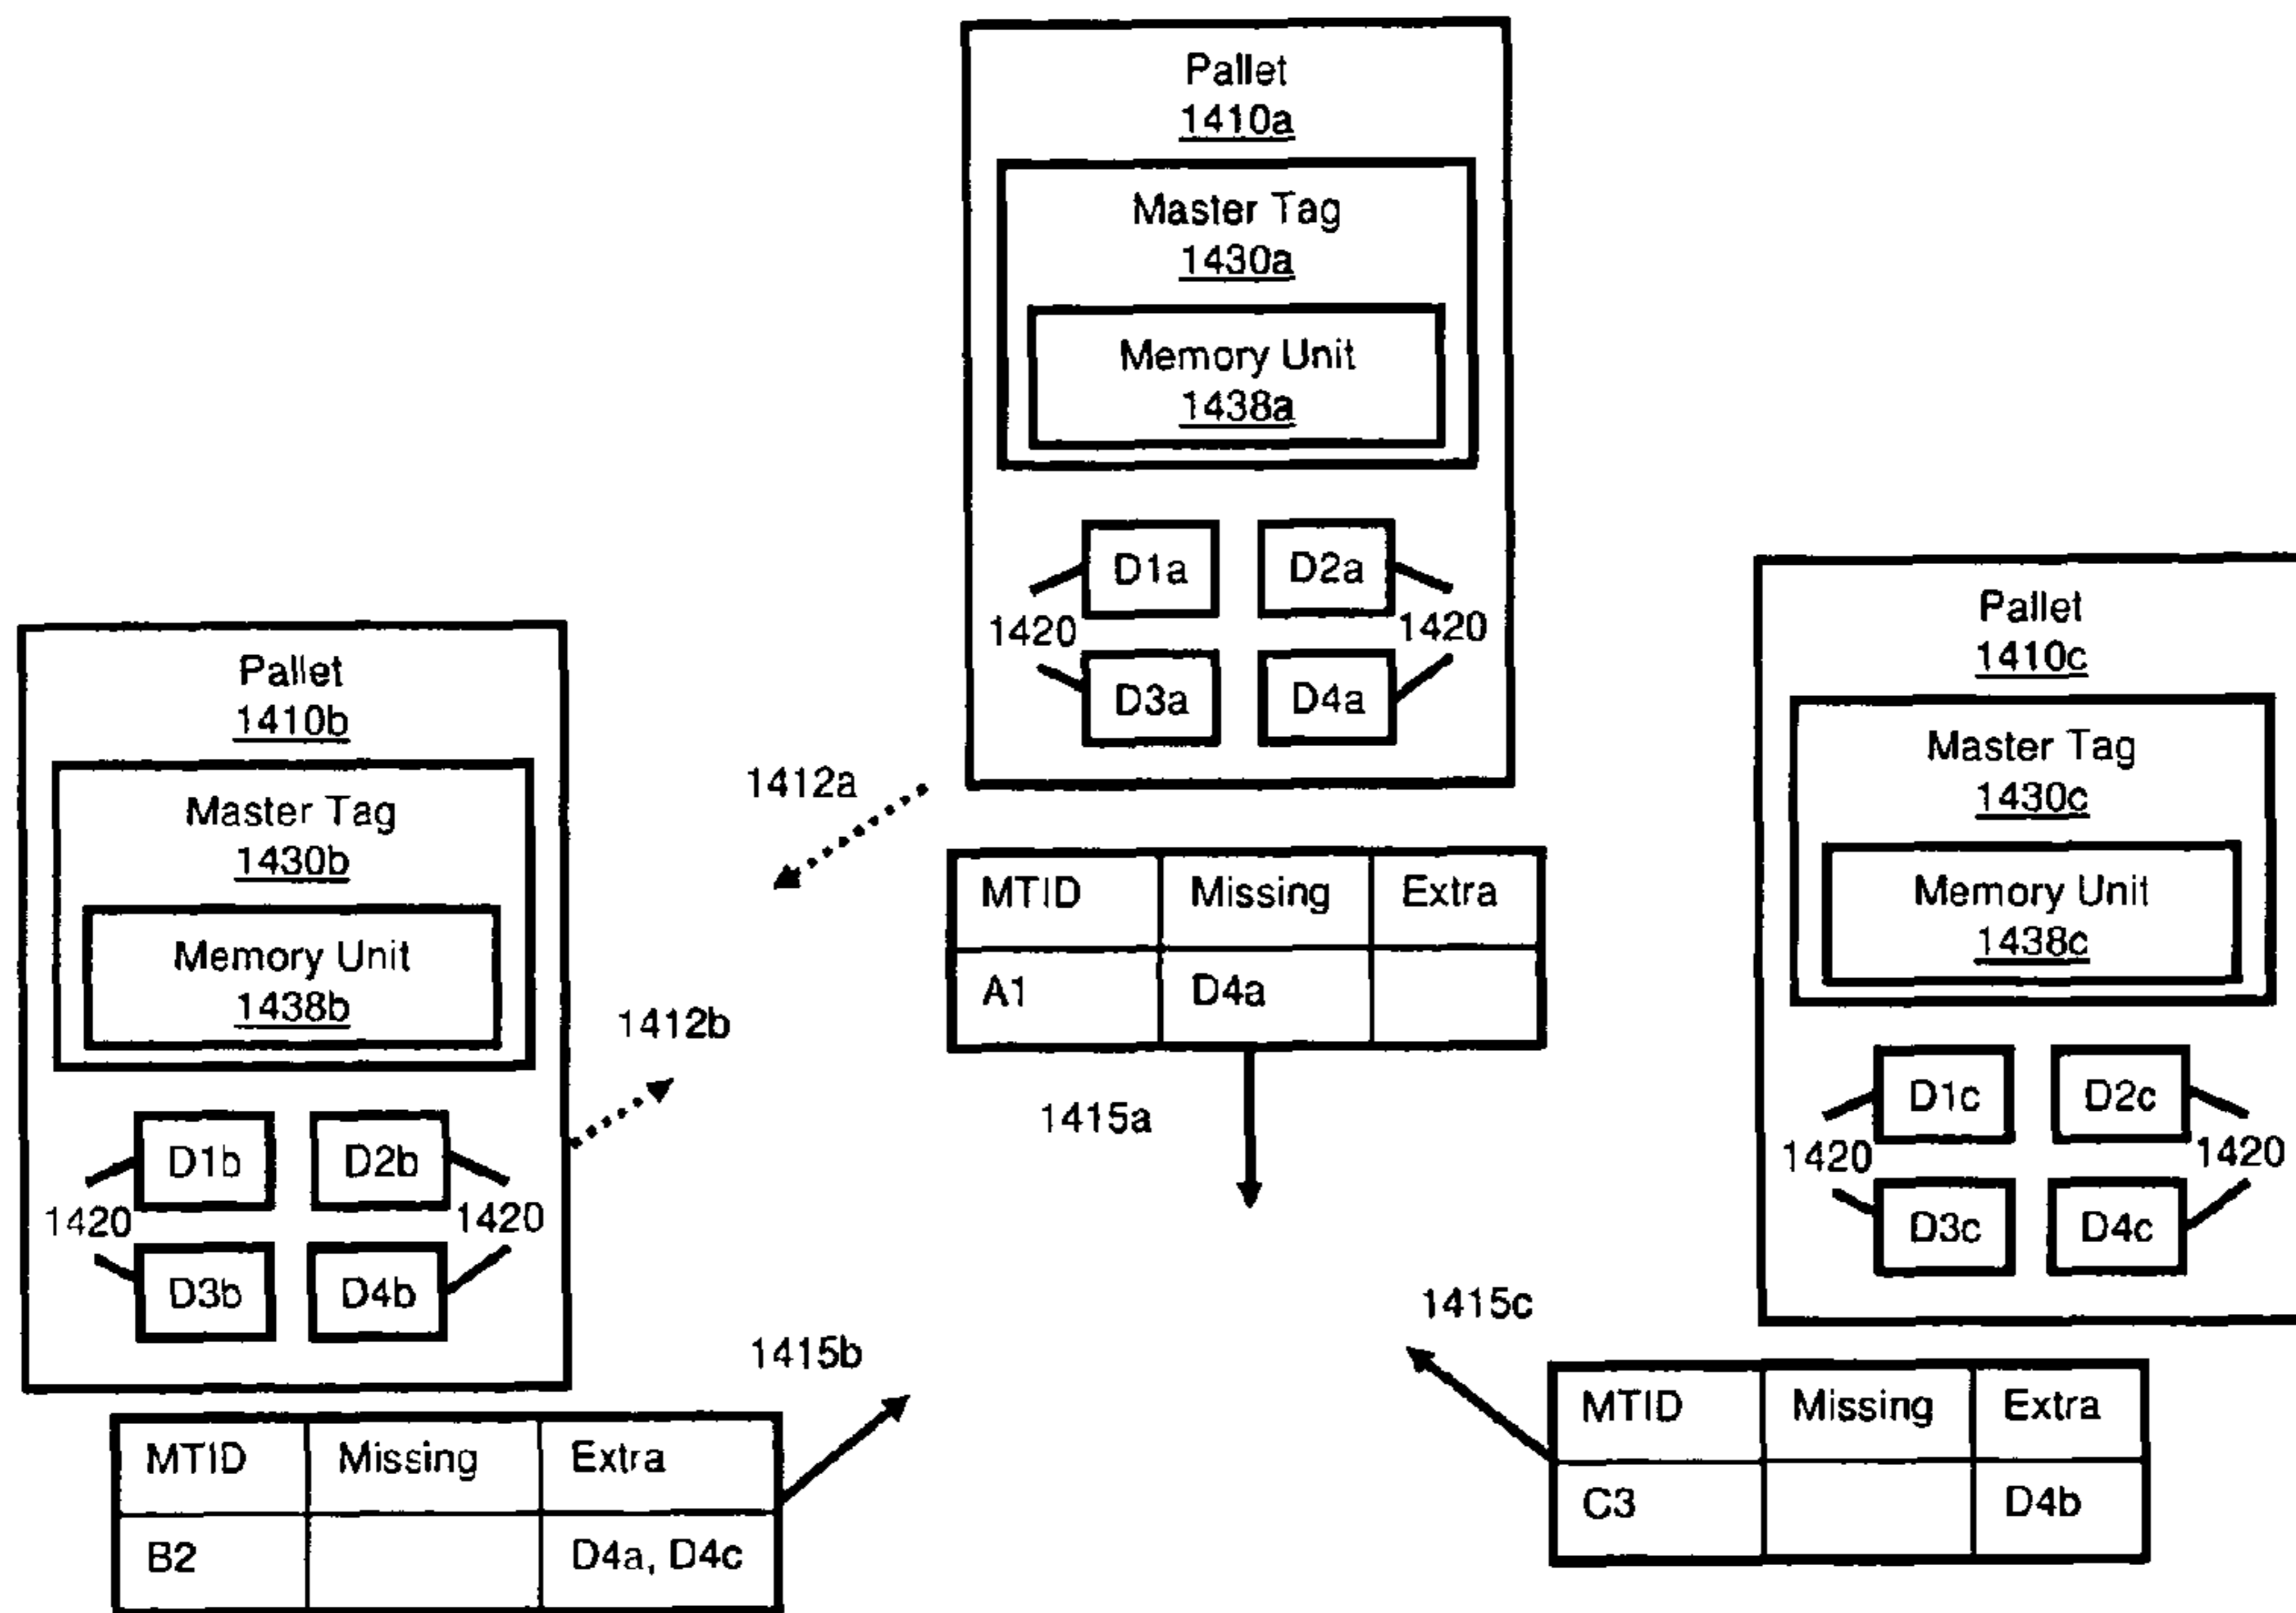 Pallet
1410a
Master Tag
1430a
Memory Unit
1438a
D1a D2a
1420 1420
D3a D4a
1412a
MTID Missing Extra
A1 D4a
1415a
Pallet
1410b
Master Tag
1430b
Memory Unit
1438b
1412b
D1b D2b
1420 1420
D3b D4b
1415b
MTID Missing Extra
B2 D4a, D4c
Pallet
1410c
Master Tag
1430c
Memory Unit
1438c
D1c D2c
1420 1420
D3c D4c
1415c
MTID Missing Extra
C3 D4b